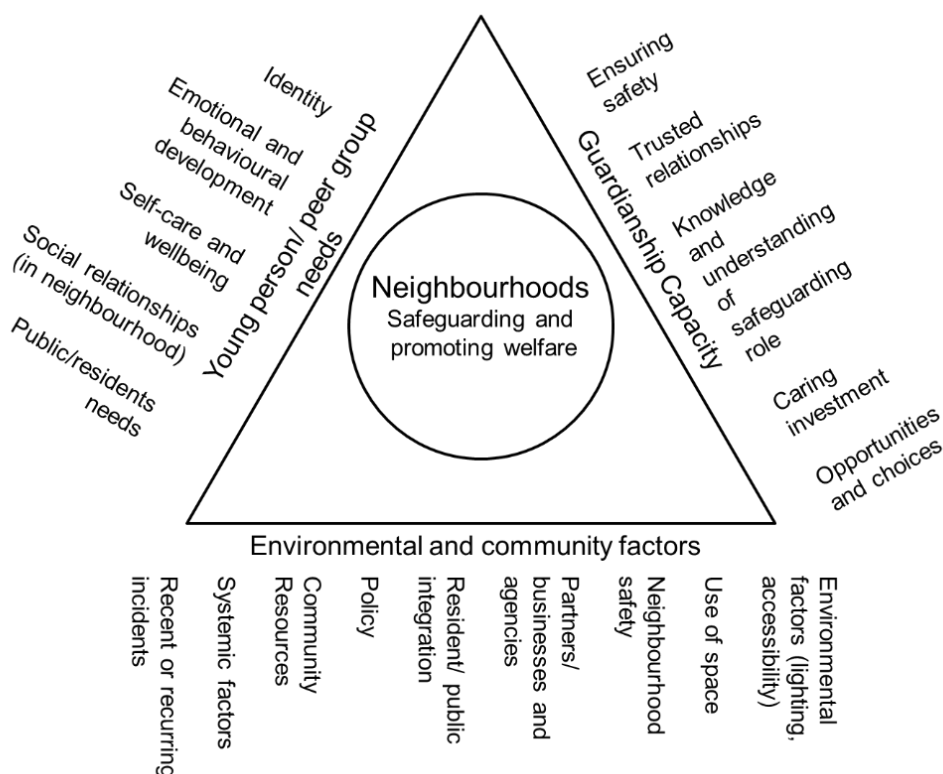 Identity
Emotional and
behavioural
development
Self-care and
wellbeing
Social relationships
(in neighbourhood)
Public/residents
needs
Young person/ peer group
needs
Neighbourhoods
Safeguarding and
promoting welfare
Guardianship Capacity
Ensuring
safety
Trusted
relationships
Knowledge
and
understanding
of
safeguarding
role
Caring
investment
Opportunities
and choices
Environmental and community factors
Recent or recurring
incidents
Systemic factors
Community
Resources
Policy
Resident/ public
integration
Partners/
businesses and
agencies
Neighbourhood
safety
Use of space
Environmental
factors (lighting,
accessibility)